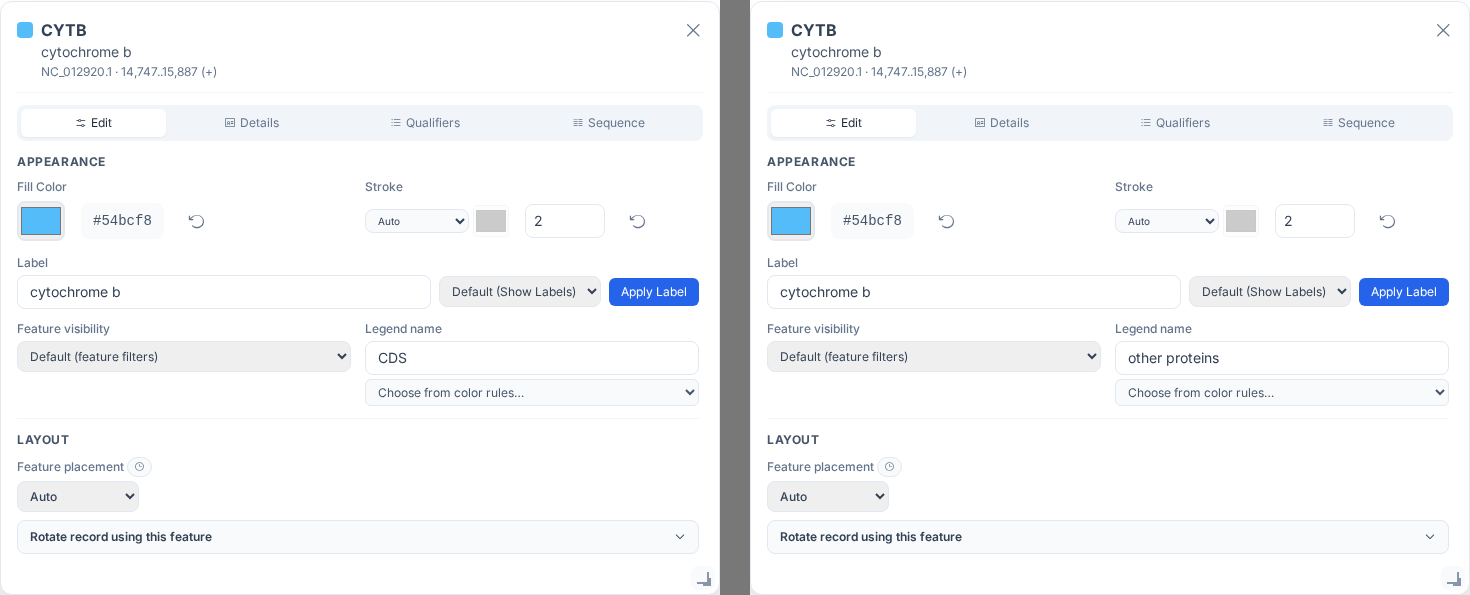 CYTB
cytochrome b
NC_012920.1 · 14,747..15,887 (+)
Edit Details Qualifiers Sequence
APPEARANCE
Fill Color Stroke
#54bcf8 Auto 2
Label
cytochrome b Default (Show Labels) Apply Label
Feature visibility Legend name
Default (feature filters) CDS
Choose from color rules...
LAYOUT
Feature placement
Auto
Rotate record using this feature
CYTB
cytochrome b
NC_012920.1 · 14,747..15,887 (+)
Edit Details Qualifiers Sequence
APPEARANCE
Fill Color Stroke
#54bcf8 Auto 2
Label
cytochrome b Default (Show Labels) Apply Label
Feature visibility Legend name
Default (feature filters) other proteins
Choose from color rules...
LAYOUT
Feature placement
Auto
Rotate record using this feature